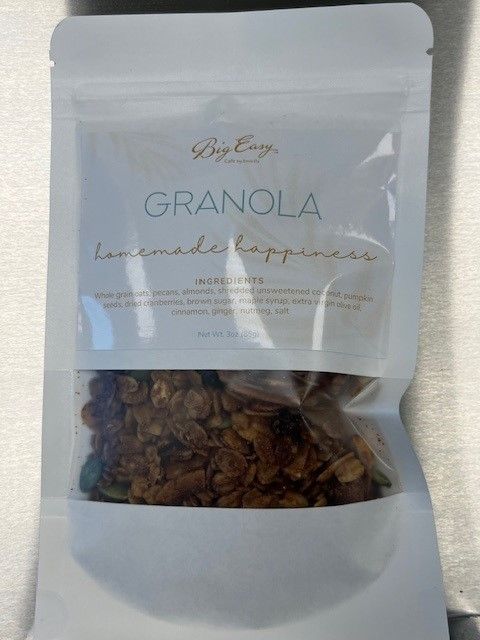 Big Easy
GRANOLA
homemade happiness
INGREDIENTS
Whole grain oats, pecans, almonds, shredded unsweetened coconut, pumpkin
seeds, dried cranberries, brown sugar, maple syrup, extra virgin olive oil,
cinnamon, ginger, nutmeg, salt
Net Wt. 3oz (85g)